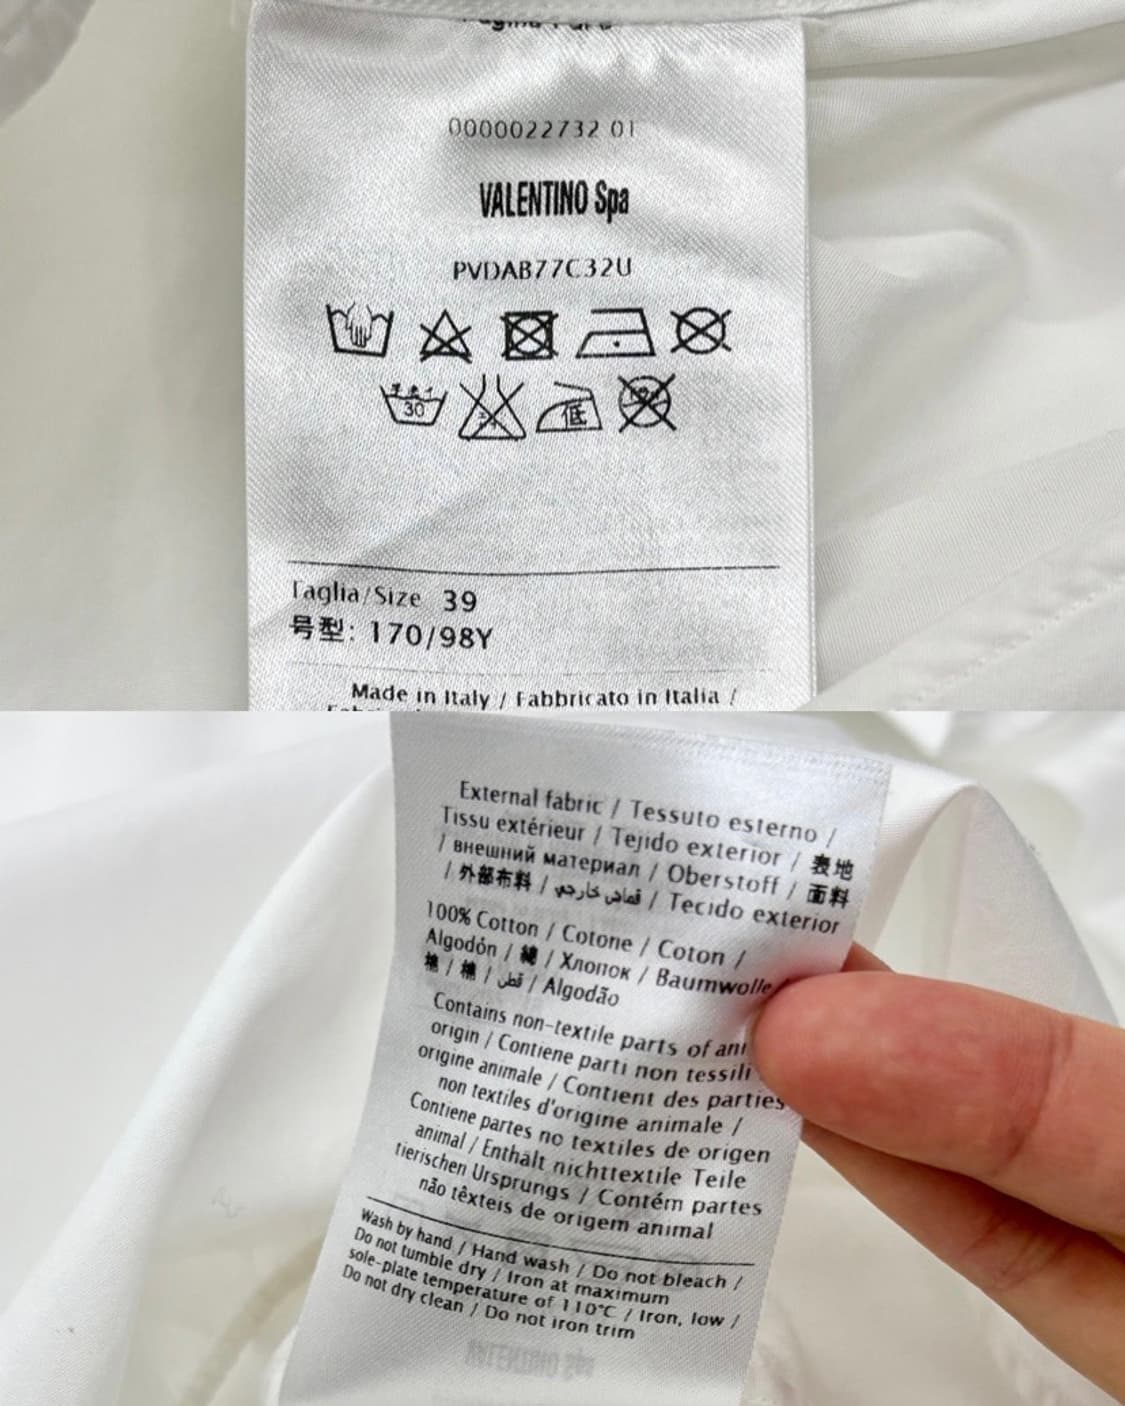 0000022732 01
VALENTINO Spa
PVDAB77C32U
30
低
Taglia/Size 39
号型: 170/98Y
Made in Italy / Fabbricato in Italia /
External fabric / Tessuto esterno /
Tissu extérieur / Tejido exterior / 表地
/ внешний материал / Oberstoff / 面料
/ 外部布料 / قماش خارجي / Tecido exterior
100% Cotton / Cotone / Coton /
Algodón / 綿 / Хлопок / Baumwolle
棉 / 棉 / قطن / Algodão
Contains non-textile parts of ani
origin / Contiene parti non tessili
origine animale / Contient des parties
non textiles d'origine animale /
Contiene partes no textiles de origen
animal / Enthält nichttextile Teile
tierischen Ursprungs / Contém partes
não têxteis de origem animal
Wash by hand / Hand wash / Do not bleach /
Do not tumble dry / Iron at maximum
sole-plate temperature of 110°C / Iron, low /
Do not dry clean / Do not iron trim